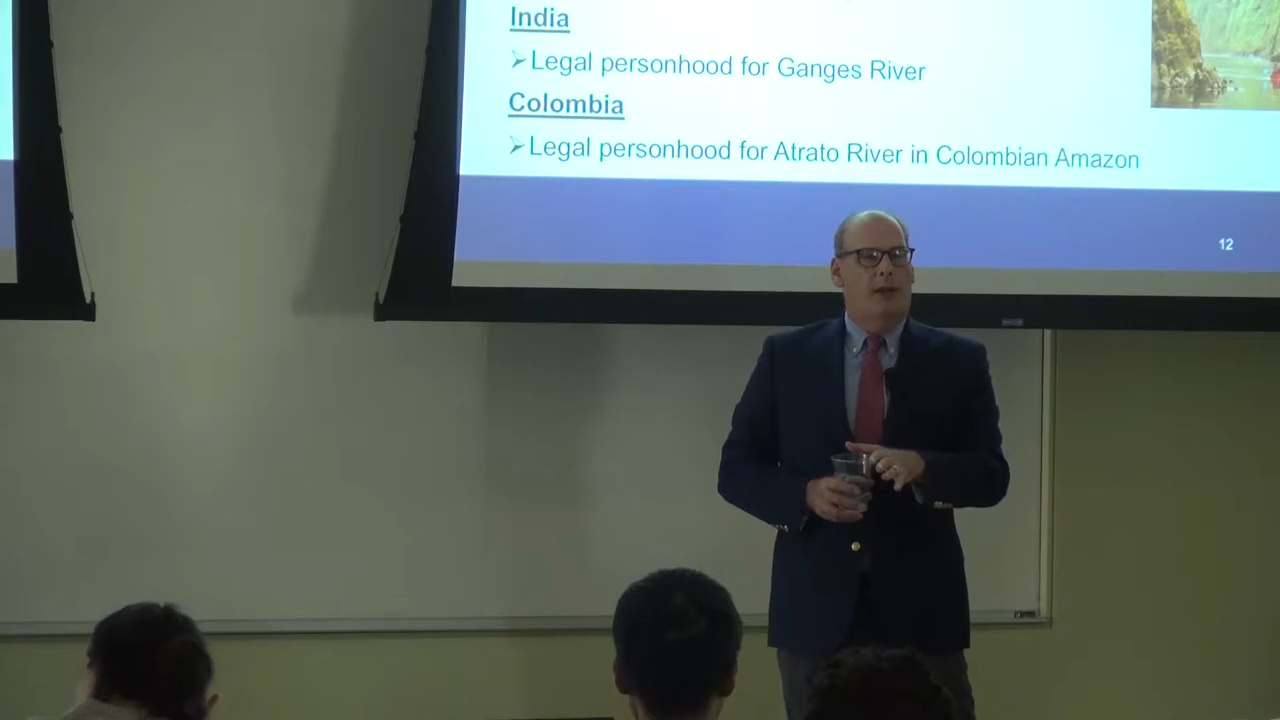 India
➢Legal personhood for Ganges River
Colombia
➢Legal personhood for Atrato River in Colombian Amazon
12